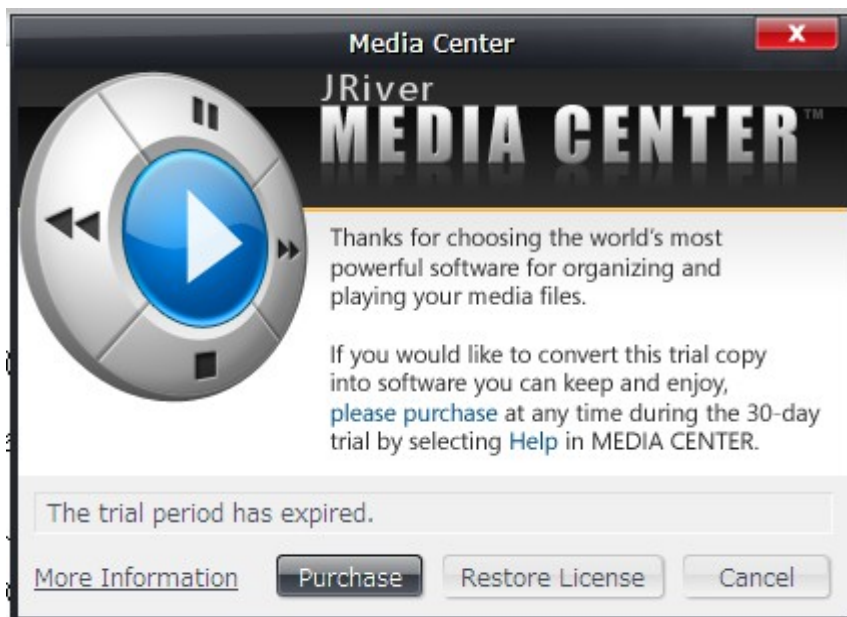 Media Center
JRiver
MEDIA CENTER™
Thanks for choosing the world's most
powerful software for organizing and
playing your media files.
If you would like to convert this trial copy
into software you can keep and enjoy,
please purchase at any time during the 30-day
trial by selecting Help in MEDIA CENTER.
The trial period has expired.
More Information Purchase Restore License Cancel